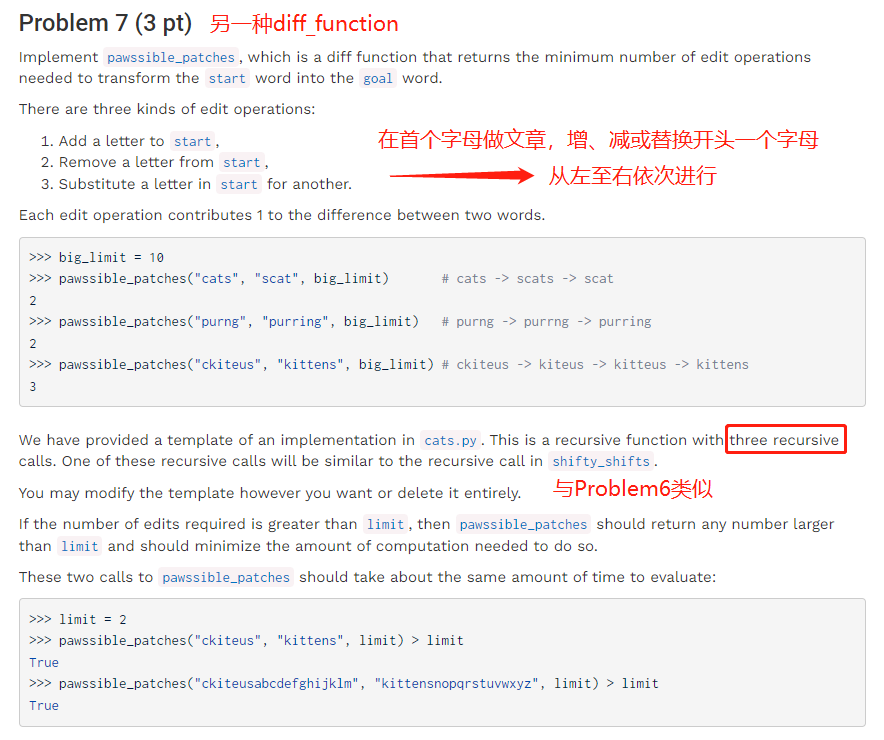 Problem 7 (3 pt) 另一种diff_function
Implement pawssible_patches, which is a diff function that returns the minimum number of edit operations
needed to transform the start word into the goal word.
There are three kinds of edit operations:
1. Add a letter to start,
2. Remove a letter from start,
3. Substitute a letter in start for another.
在首个字母做文章，增、减或替换开头一个字母
从左至右依次进行
Each edit operation contributes 1 to the difference between two words.
>>> big_limit = 10
>>> pawssible_patches("cats", "scat", big_limit)       # cats -> scats -> scat
2
>>> pawssible_patches("purng", "purring", big_limit)   # purng -> purrng -> purring
2
>>> pawssible_patches("ckiteus", "kittens", big_limit) # ckiteus -> kiteus -> kitteus -> kittens
3
We have provided a template of an implementation in cats.py. This is a recursive function with three recursive
calls. One of these recursive calls will be similar to the recursive call in shifty_shifts.
You may modify the template however you want or delete it entirely. 与Problem6类似
If the number of edits required is greater than limit, then pawssible_patches should return any number larger
than limit and should minimize the amount of computation needed to do so.
These two calls to pawssible_patches should take about the same amount of time to evaluate:
>>> limit = 2
>>> pawssible_patches("ckiteus", "kittens", limit) > limit
True
>>> pawssible_patches("ckiteusabcdefghijklm", "kittensnopqrstuvwxyz", limit) > limit
True